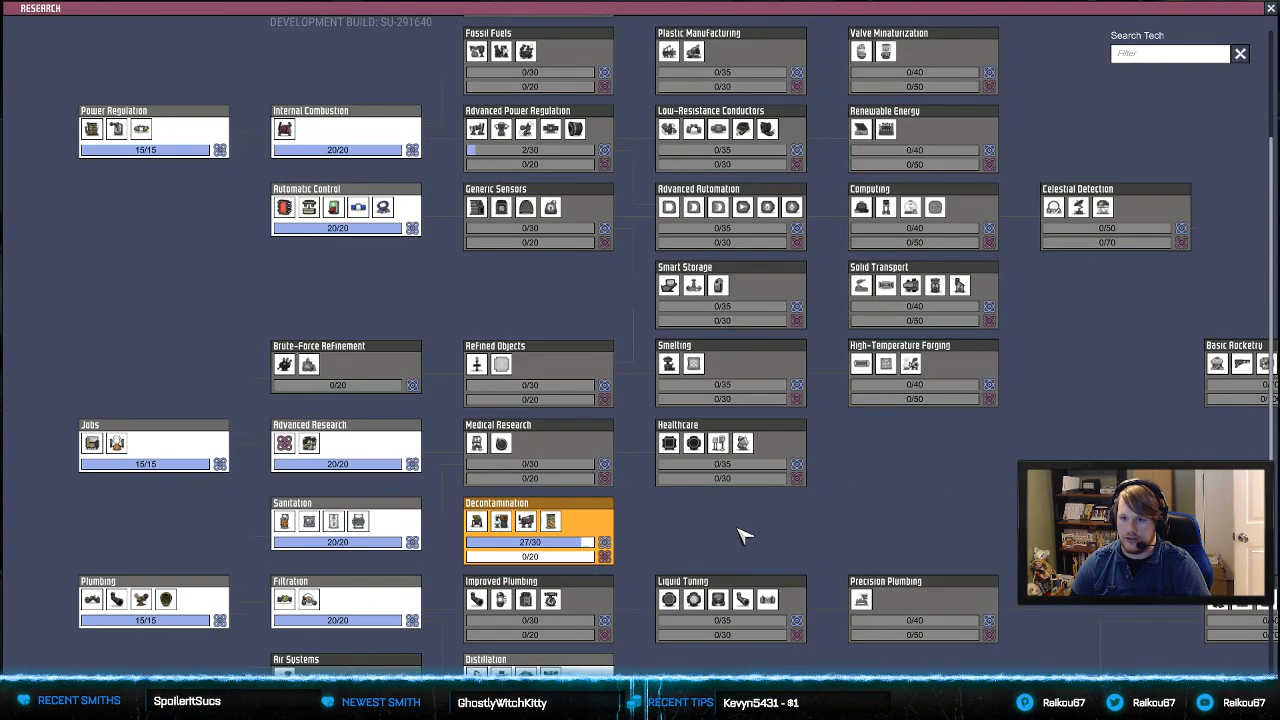 RESEARCH
DEVELOPMENT BUILD: SU-291640
Search Tech
Filter
Fossil Fuels
0/30
0/20
Plastic Manufacturing
0/35
0/30
Valve Minaturization
0/40
0/50
Power Regulation
15/15
Internal Combustion
20/20
Advanced Power Regulation
2/30
0/20
Low-Resistance Conductors
0/35
0/30
Renewable Energy
0/40
0/50
Automatic Control
20/20
Generic Sensors
0/30
0/20
Advanced Automation
0/35
0/30
Computing
0/40
0/50
Celestial Detection
0/50
0/70
Smart Storage
0/35
0/30
Solid Transport
0/40
0/50
Brute-Force Refinement
0/20
Refined Objects
0/30
0/20
Smelting
0/35
0/30
High-Temperature Forging
0/40
0/50
Basic Rocketry
Jobs
15/15
Advanced Research
20/20
Medical Research
0/30
0/20
Healthcare
0/35
0/30
Sanitation
20/20
Decontamination
27/30
0/20
Plumbing
15/15
Filtration
20/20
Improved Plumbing
0/30
0/20
Liquid Tuning
0/35
0/30
Precision Plumbing
0/40
0/50
Air Systems
Distillation
RECENT SMITHS
SpoilerItSucs
NEWEST SMITH
GhostlyWitchKitty
RECENT TIPS
Kevyn5431 - $1
Raikou67
Raikou67
Raikou67